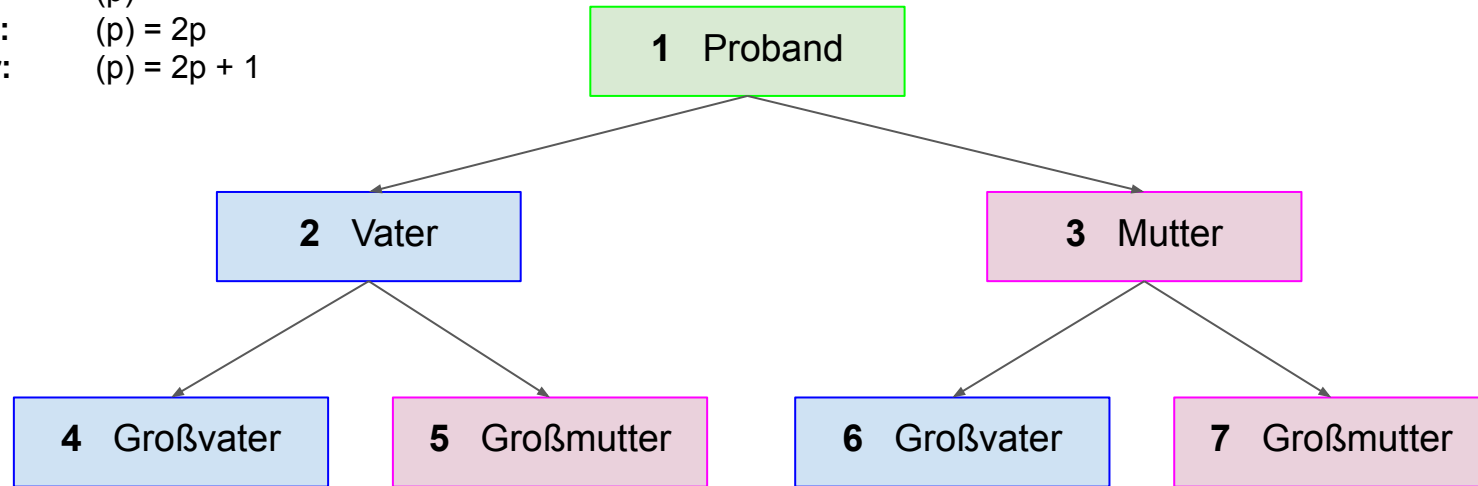 (p)
: (p) = 2p
: (p) = 2p + 1
1 Proband
2 Vater
3 Mutter
4 Großvater
5 Großmutter
6 Großvater
7 Großmutter